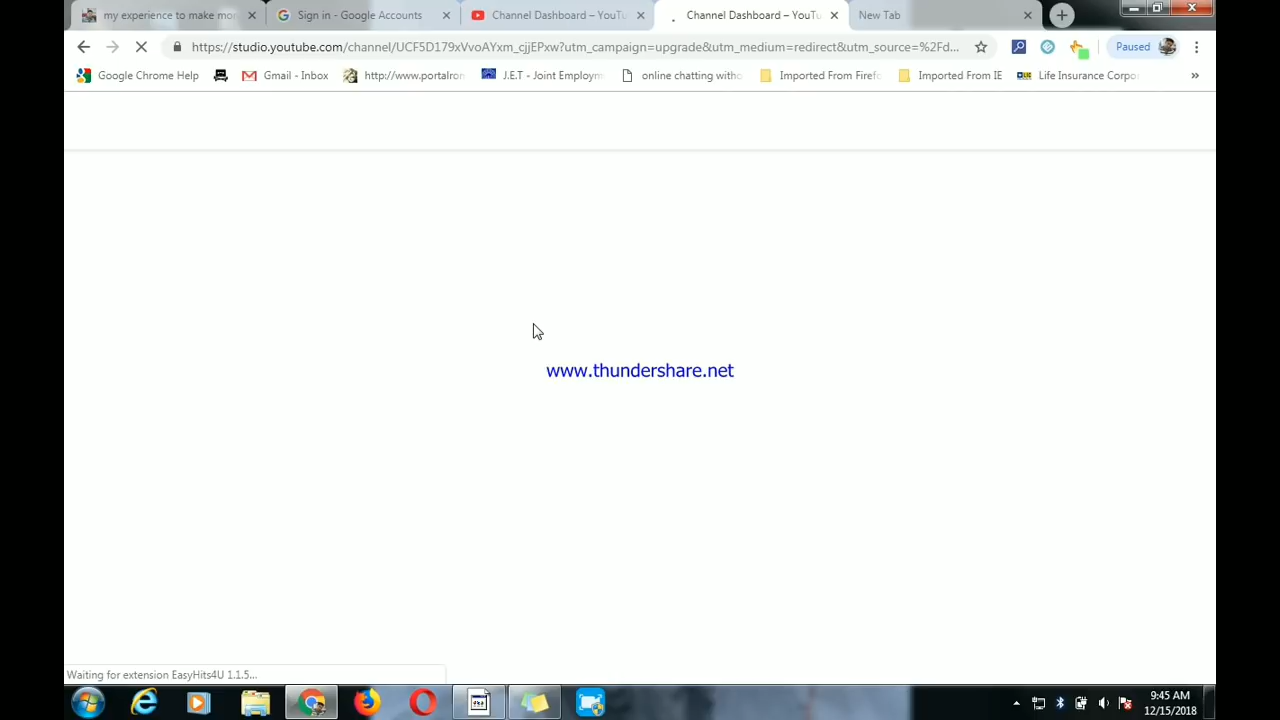 my experience to make mor
Sign in - Google Accounts
Channel Dashboard – YouTu
Channel Dashboard – YouTu
New Tab
https://studio.youtube.com/channel/UCF5D179xVvoAYxm_cjjEPxw?utm_campaign=upgrade&utm_medium=redirect&utm_source=%2Fd...
Paused
Google Chrome Help
Gmail - Inbox
http://www.portalron
J.E.T - Joint Employm
online chatting witho
Imported From Firefo
Imported From IE
Life Insurance Corpo
»
www.thundershare.net
Waiting for extension EasyHits4U 1.1.5...
9:45 AM
12/15/2018